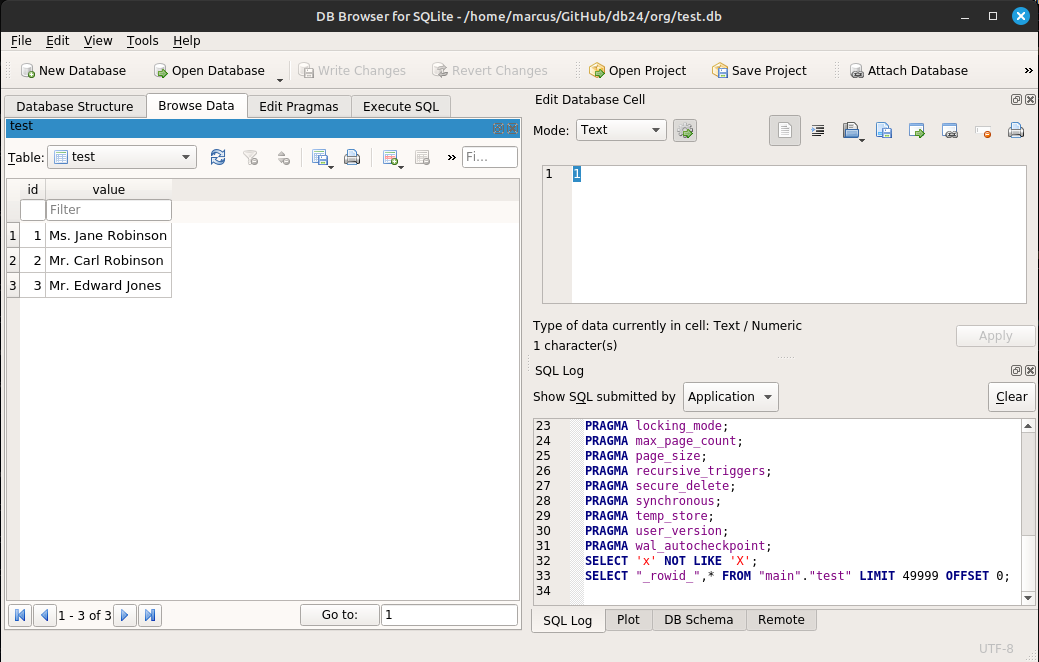 DB Browser for SQLite - /home/marcus/GitHub/db24/org/test.db
File Edit View Tools Help
New Database Open Database Write Changes Revert Changes Open Project Save Project Attach Database »
Database Structure Browse Data Edit Pragmas Execute SQL
test
Table: test » Fi...
id value
Filter
1 1 Ms. Jane Robinson
2 2 Mr. Carl Robinson
3 3 Mr. Edward Jones
1 - 3 of 3 Go to: 1
Edit Database Cell
Mode: Text
1 1
Type of data currently in cell: Text / Numeric
1 character(s)
Apply
SQL Log
Show SQL submitted by Application Clear
23 PRAGMA locking_mode;
24 PRAGMA max_page_count;
25 PRAGMA page_size;
26 PRAGMA recursive_triggers;
27 PRAGMA secure_delete;
28 PRAGMA synchronous;
29 PRAGMA temp_store;
30 PRAGMA user_version;
31 PRAGMA wal_autocheckpoint;
32 SELECT 'x' NOT LIKE 'X';
33 SELECT "_rowid_",* FROM "main"."test" LIMIT 49999 OFFSET 0;
34
SQL Log Plot DB Schema Remote
UTF-8